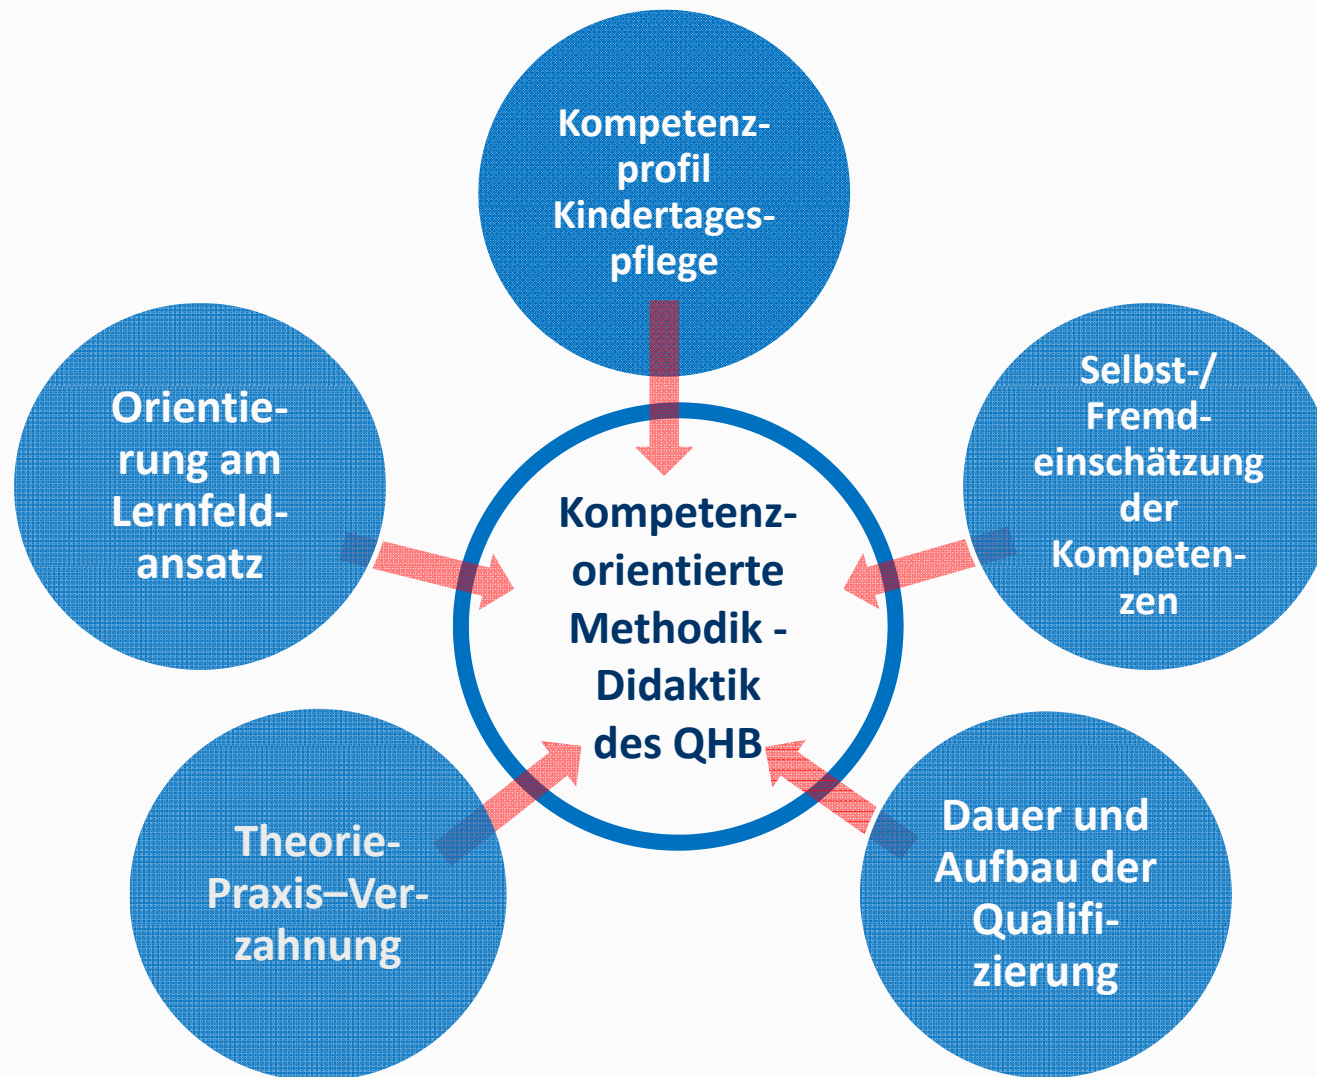 Kompetenz-
profil
Kindertages-
pflege
Orientie-
rung am
Lernfeld-
ansatz
Selbst-/
Fremd-
einschätzung
der
Kompeten-
zen
Kompetenz-
orientierte
Methodik -
Didaktik
des QHB
Theorie-
Praxis–Ver-
zahnung
Dauer und
Aufbau der
Qualifi-
zierung